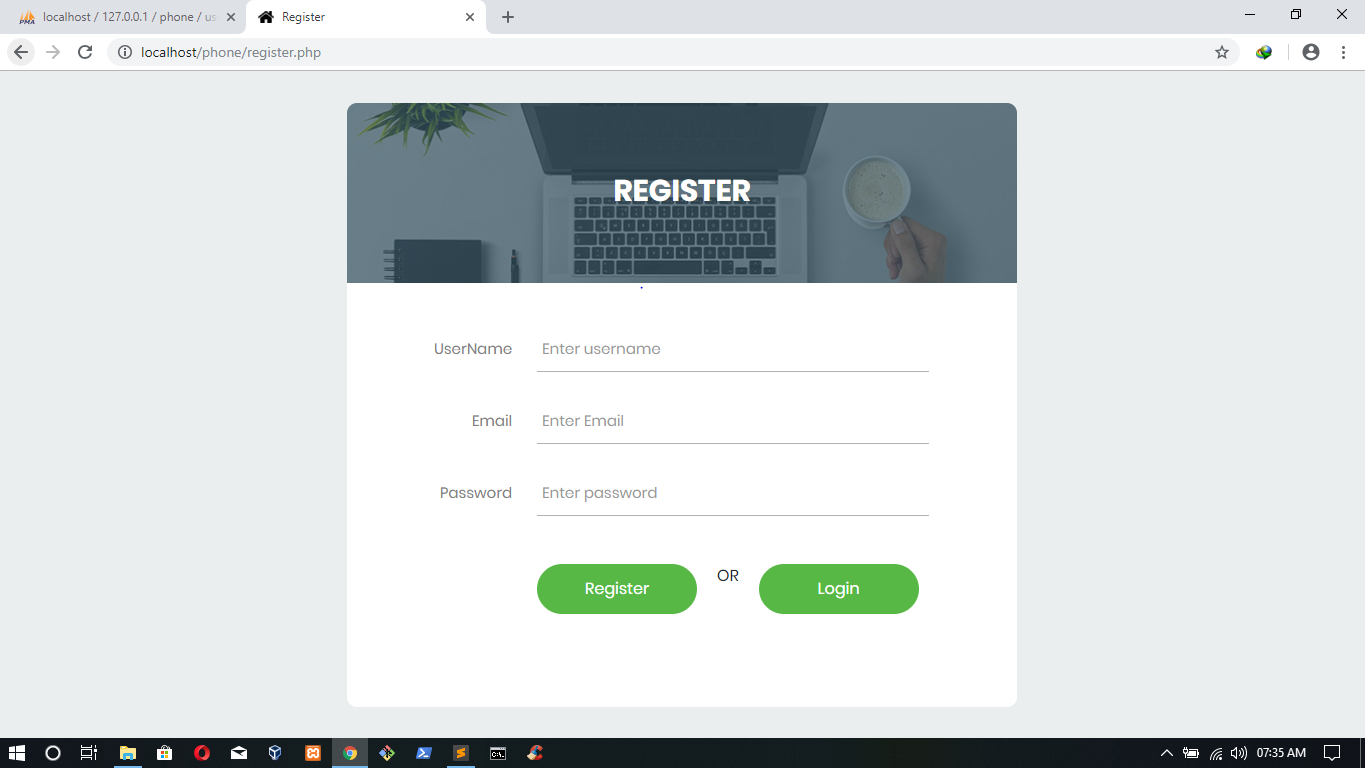 localhost / 127.0.0.1 / phone / us
Register
localhost/phone/register.php
REGISTER
UserName Enter username
Email Enter Email
Password Enter password
Register OR Login
07:35 AM